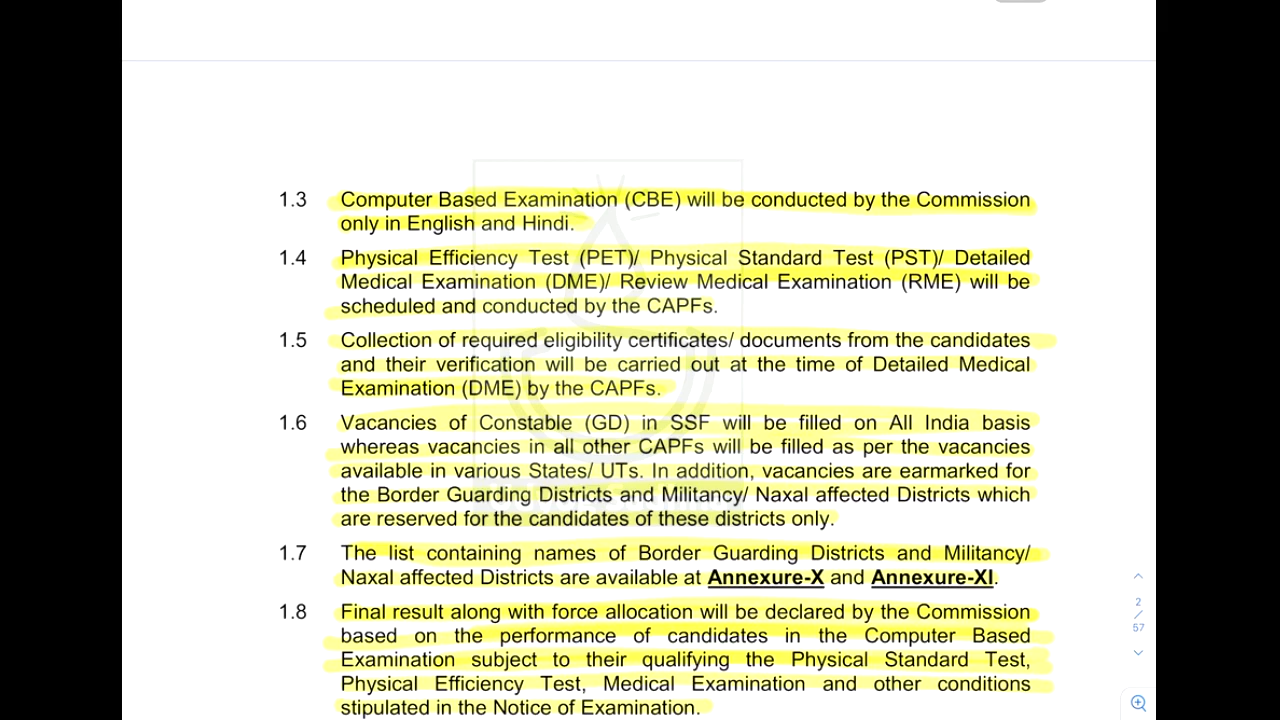 1.3 Computer Based Examination (CBE) will be conducted by the Commission
only in English and Hindi.
1.4 Physical Efficiency Test (PET)/ Physical Standard Test (PST)/ Detailed
Medical Examination (DME)/ Review Medical Examination (RME) will be
scheduled and conducted by the CAPFs.
1.5 Collection of required eligibility certificates/ documents from the candidates
and their verification will be carried out at the time of Detailed Medical
Examination (DME) by the CAPFs.
1.6 Vacancies of Constable (GD) in SSF will be filled on All India basis
whereas vacancies in all other CAPFs will be filled as per the vacancies
available in various States/ UTs. In addition, vacancies are earmarked for
the Border Guarding Districts and Militancy/ Naxal affected Districts which
are reserved for the candidates of these districts only.
1.7 The list containing names of Border Guarding Districts and Militancy/
Naxal affected Districts are available at Annexure-X and Annexure-XI.
1.8 Final result along with force allocation will be declared by the Commission
based on the performance of candidates in the Computer Based
Examination subject to their qualifying the Physical Standard Test,
Physical Efficiency Test, Medical Examination and other conditions
stipulated in the Notice of Examination.
2
/
57